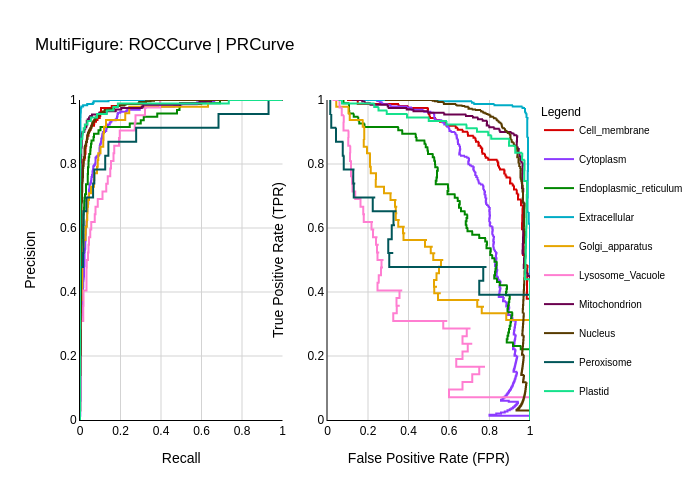 MultiFigure: ROCCurve | PRCurve
Precision
1
0.8
0.6
0.4
0.2
0
0 0.2 0.4 0.6 0.8 1
Recall
True Positive Rate (TPR)
1
0.8
0.6
0.4
0.2
0
0 0.2 0.4 0.6 0.8 1
False Positive Rate (FPR)
Legend
Cell_membrane
Cytoplasm
Endoplasmic_reticulum
Extracellular
Golgi_apparatus
Lysosome_Vacuole
Mitochondrion
Nucleus
Peroxisome
Plastid